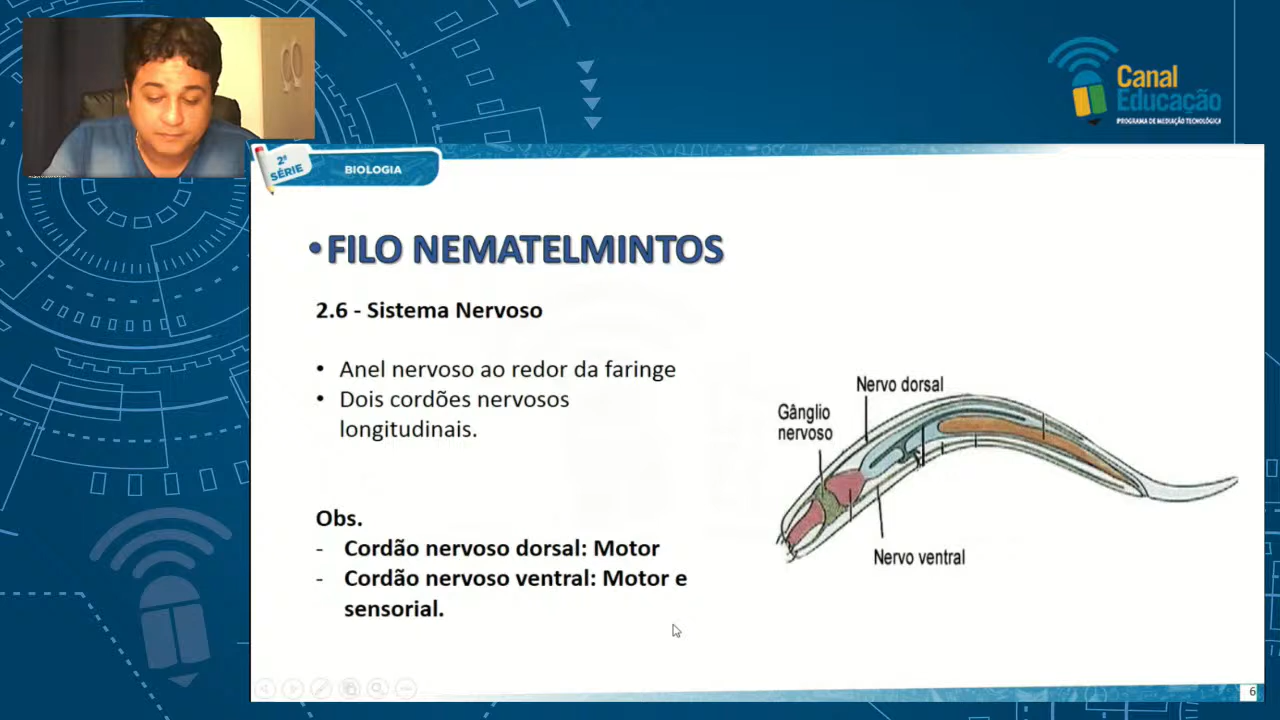 Canal
Educação
PROGRAMA DE MEDIAÇÃO TECNOLÓGICA
2ª
SÉRIE
BIOLOGIA
• FILO NEMATELMINTOS
2.6 - Sistema Nervoso
• Anel nervoso ao redor da faringe
• Dois cordões nervosos
longitudinais.
Obs.
- Cordão nervoso dorsal: Motor
- Cordão nervoso ventral: Motor e
sensorial.
Nervo dorsal
Gânglio
nervoso
Nervo ventral
6